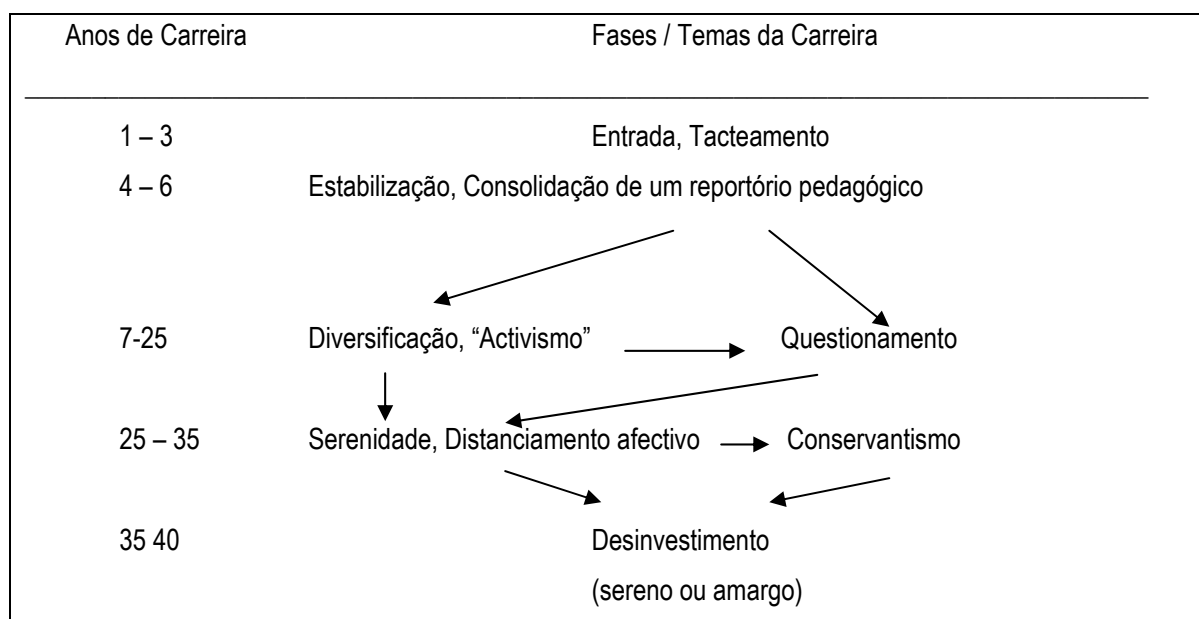 Anos de Carreira Fases / Temas da Carreira
1 – 3 Entrada, Tacteamento
4 – 6 Estabilização, Consolidação de um reportório pedagógico
7-25 Diversificação, “Activismo” Questionamento
25 – 35 Serenidade, Distanciamento afectivo Conservantismo
35 40 Desinvestimento
(sereno ou amargo)